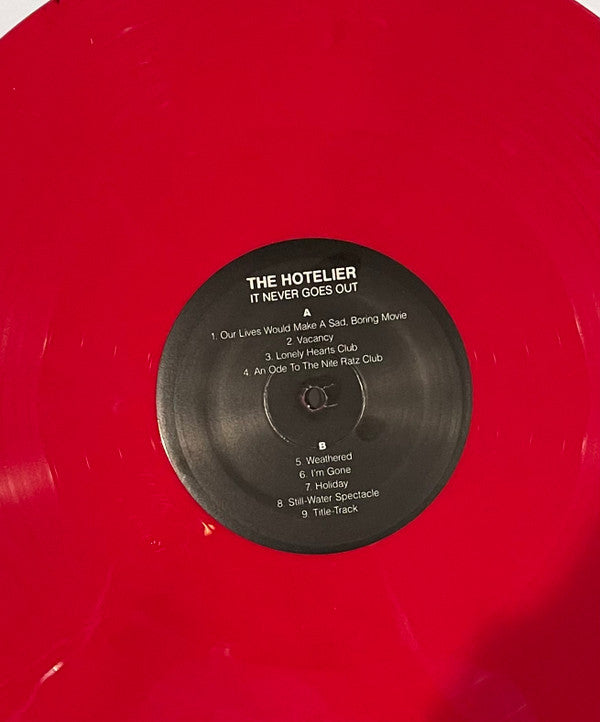 THE HOTELIER
IT NEVER GOES OUT
A
1. Our Lives Would Make A Sad, Boring Movie
2. Vacancy
3. Lonely Hearts Club
4. An Ode To The Nite Ratz Club
B
5. Weathered
6. I'm Gone
7. Holiday
8. Still-Water Spectacle
9. Title-Track